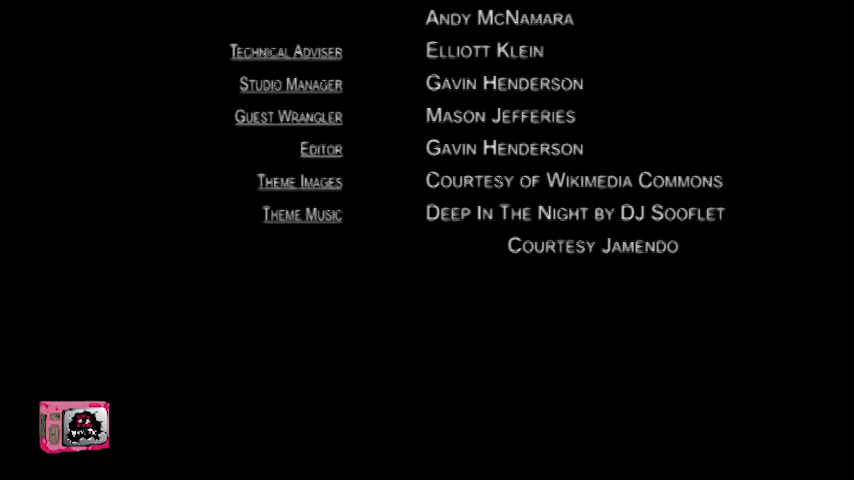 Andy McNamara
Technical Adviser Elliott Klein
Studio Manager Gavin Henderson
Guest Wrangler Mason Jefferies
Editor Gavin Henderson
Theme Images Courtesy of Wikimedia Commons
Theme Music Deep In The Night by DJ Sooflet
Courtesy Jamendo